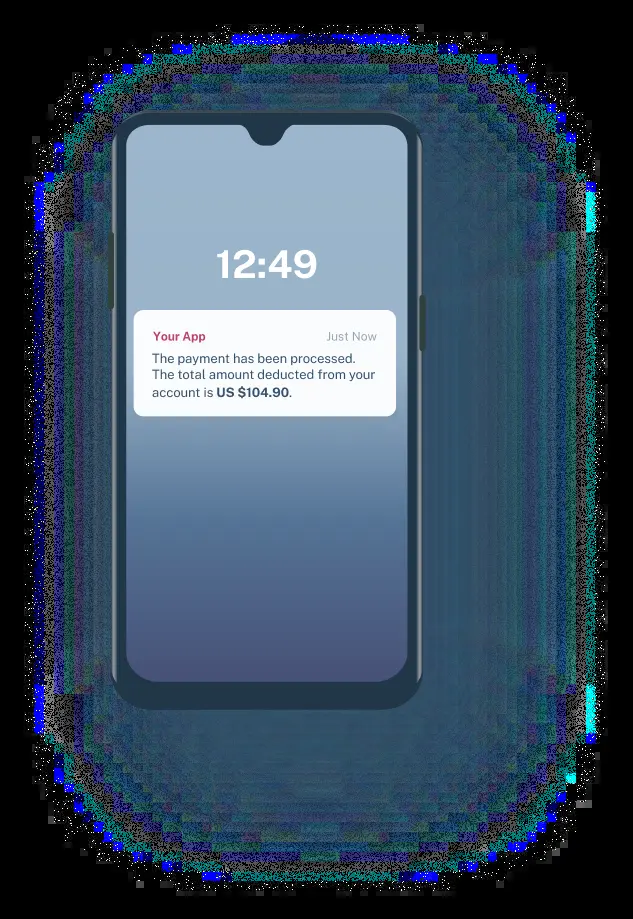 12:49
Your App Just Now
The payment has been processed.
The total amount deducted from your
account is US $104.90.